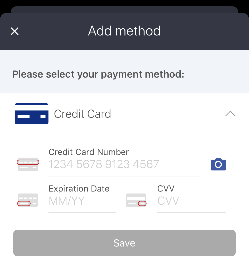 Add method
Please select your payment method:
Credit Card
Credit Card Number
1234 5678 9123 4567
Expiration Date CVV
MM/YY CVV
Save